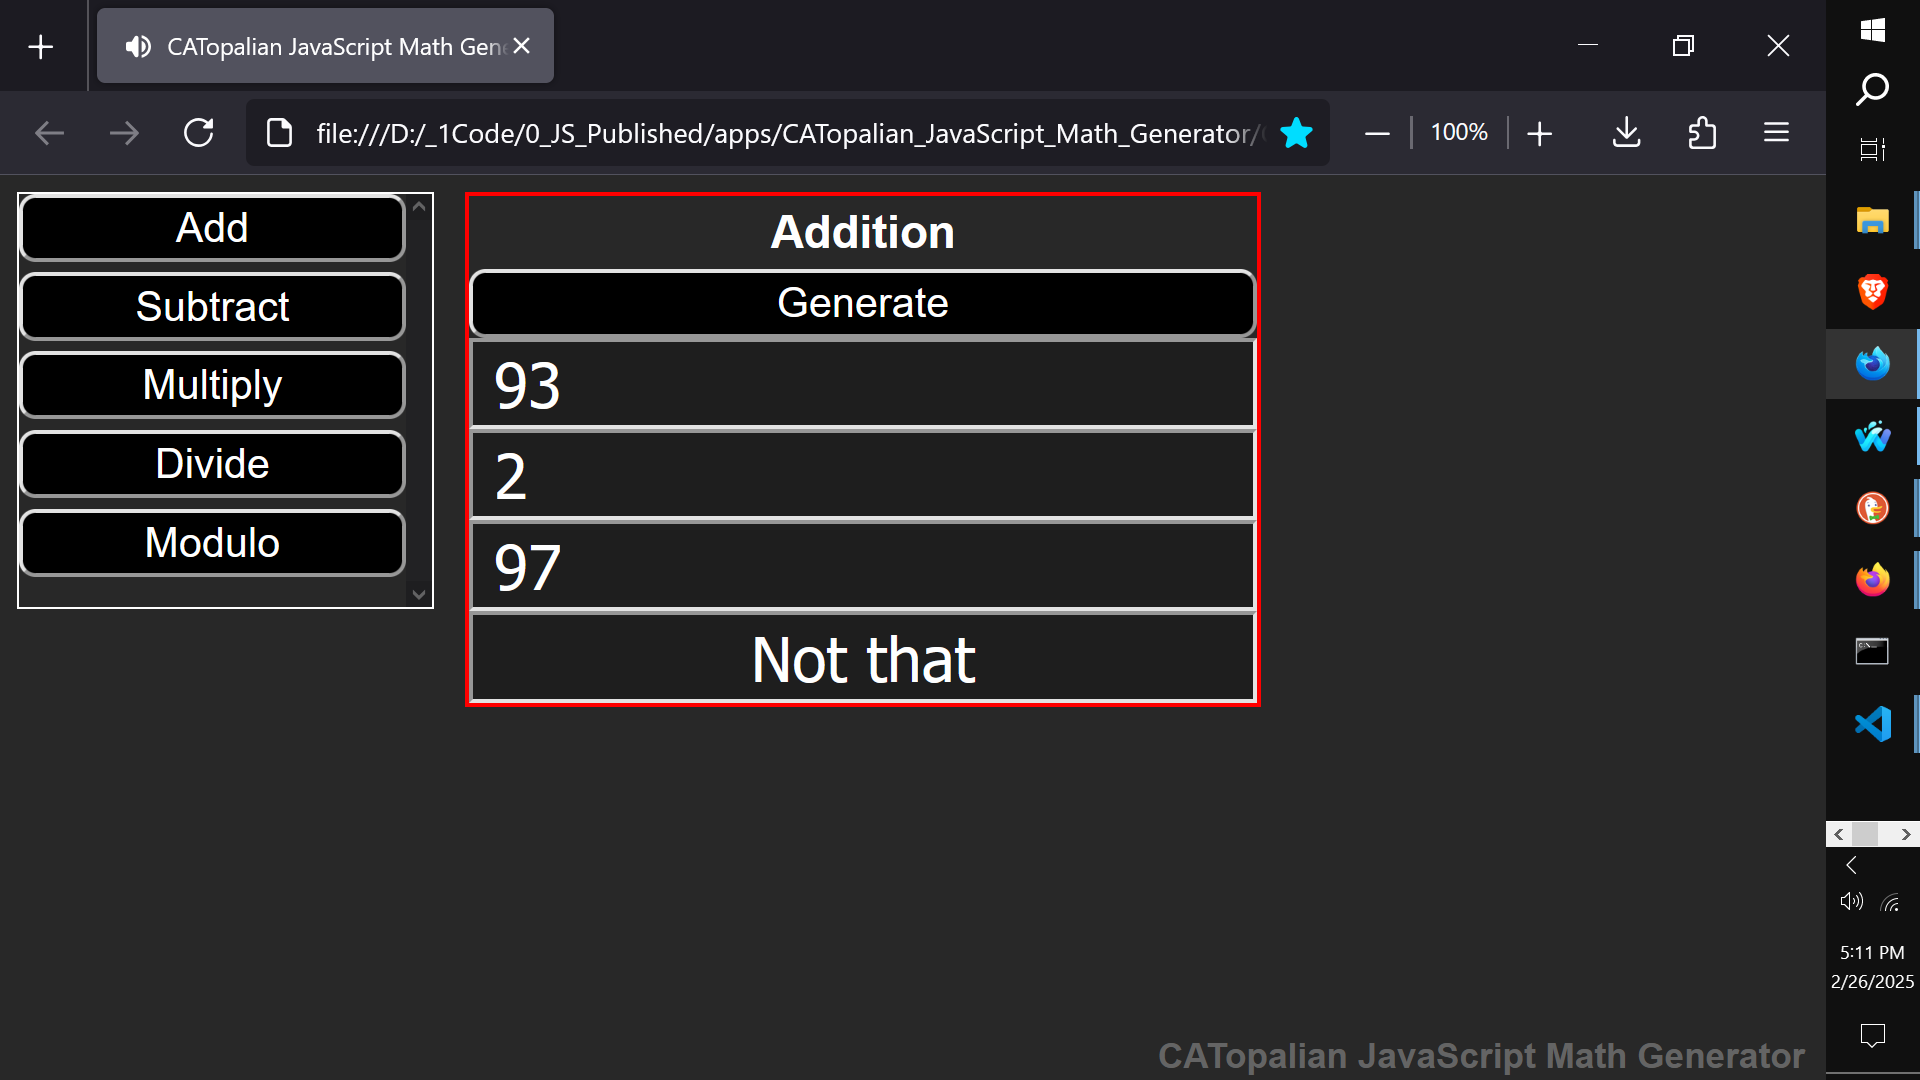 CATopalian JavaScript Math Gen
file:///D:/_1Code/0_JS_Published/apps/CATopalian_JavaScript_Math_Generator/
100%
Add
Subtract
Multiply
Divide
Modulo
Addition
Generate
93
2
97
Not that
5:11 PM
2/26/2025
CATopalian JavaScript Math Generator